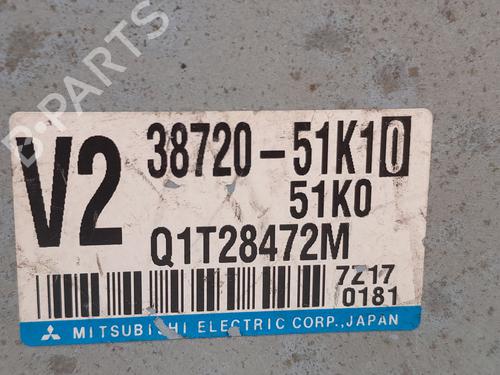 B-PARTS
V2
38720-51K10
51K0
Q1T28472M
7Z17
0181
MITSUBISHI ELECTRIC CORP., JAPAN